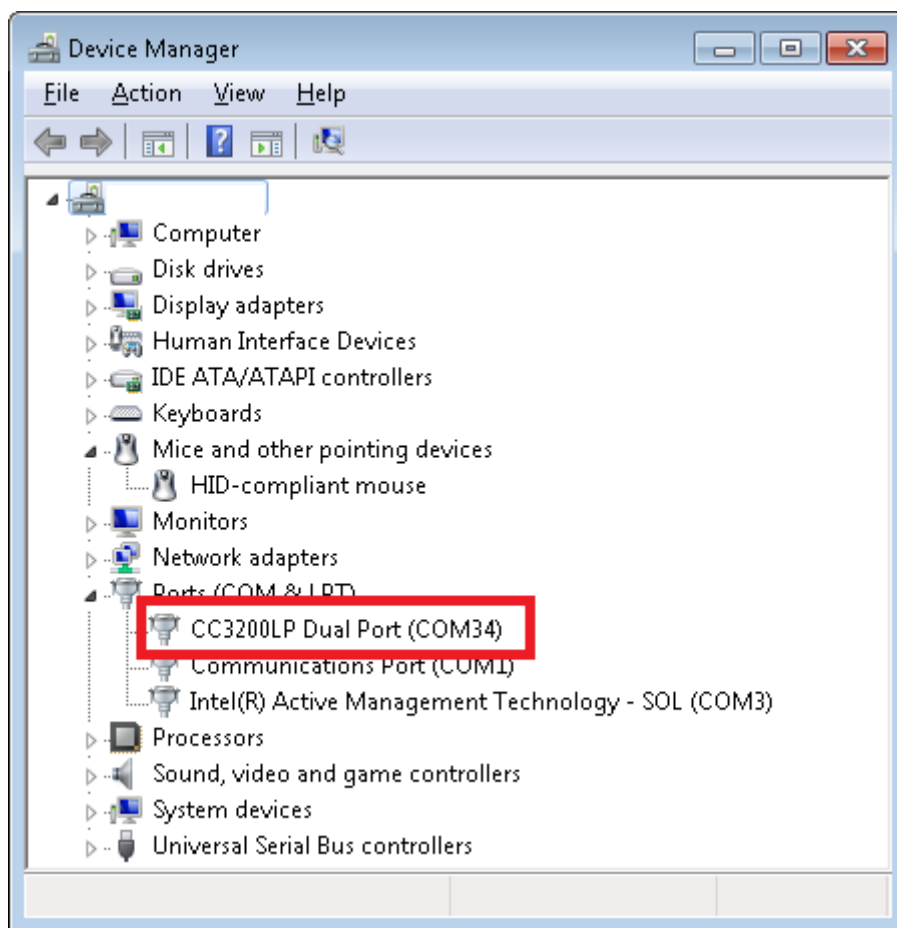 Device Manager
File Action View Help
Computer
Disk drives
Display adapters
Human Interface Devices
IDE ATA/ATAPI controllers
Keyboards
Mice and other pointing devices
HID-compliant mouse
Monitors
Network adapters
Ports (COM & LPT)
CC3200LP Dual Port (COM34)
Communications Port (COM1)
Intel(R) Active Management Technology - SOL (COM3)
Processors
Sound, video and game controllers
System devices
Universal Serial Bus controllers